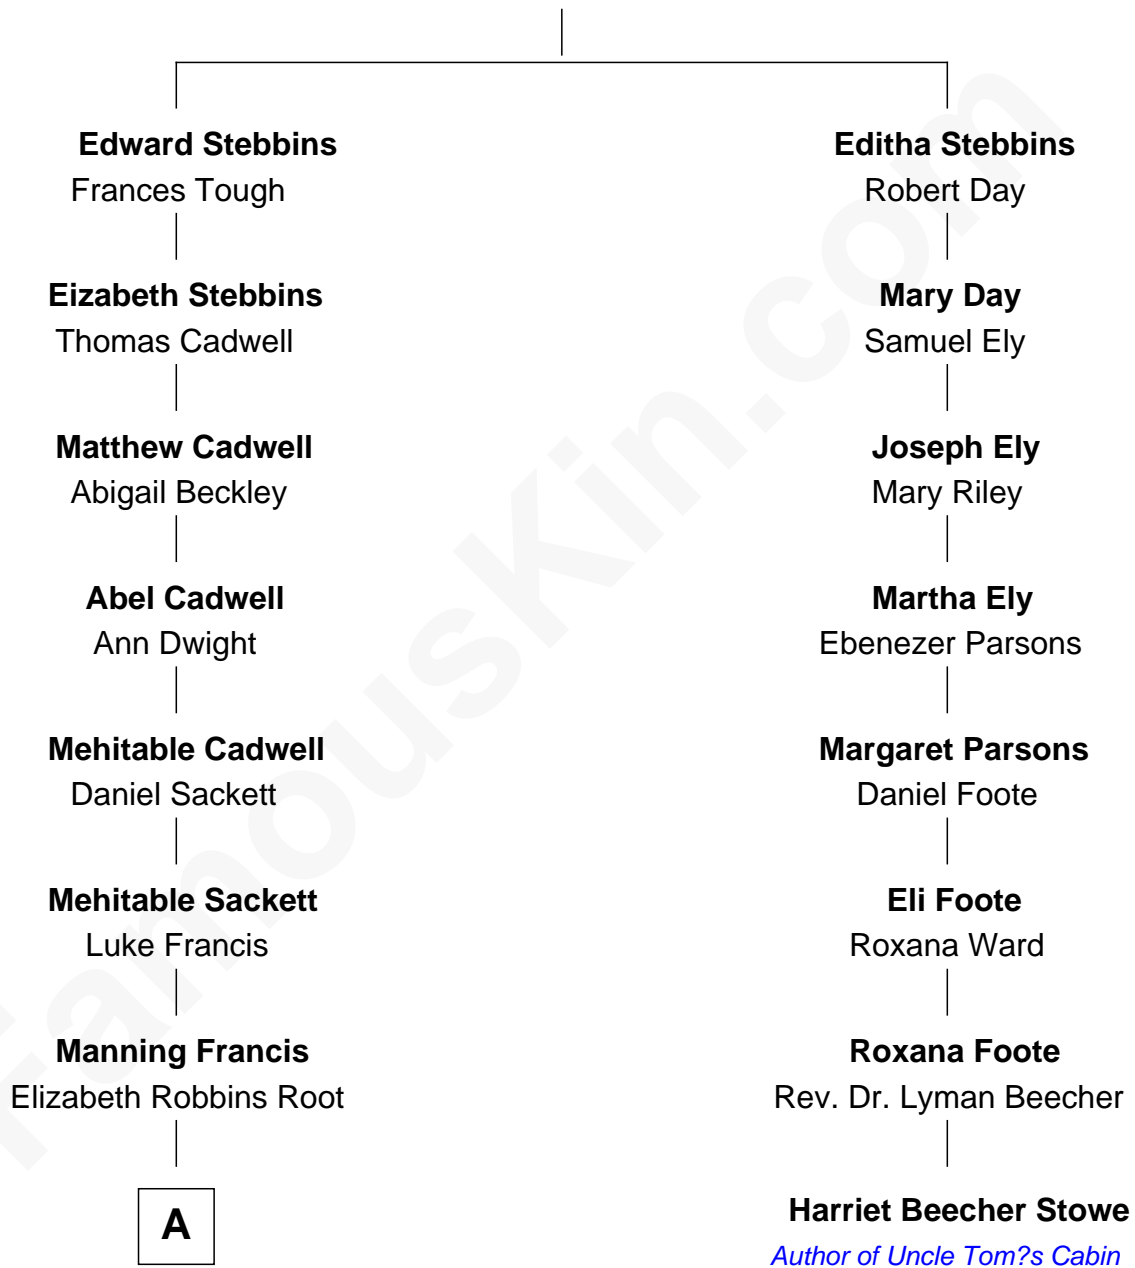 Edward Stebbins
Frances Tough
Eizabeth Stebbins
Thomas Cadwell
Matthew Cadwell
Abigail Beckley
Abel Cadwell
Ann Dwight
Mehitable Cadwell
Daniel Sackett
Mehitable Sackett
Luke Francis
Manning Francis
Elizabeth Robbins Root
A
Editha Stebbins
Robert Day
Mary Day
Samuel Ely
Joseph Ely
Mary Riley
Martha Ely
Ebenezer Parsons
Margaret Parsons
Daniel Foote
Eli Foote
Roxana Ward
Roxana Foote
Rev. Dr. Lyman Beecher
Harriet Beecher Stowe
Author of Uncle Tom?s Cabin
FamousKin.com